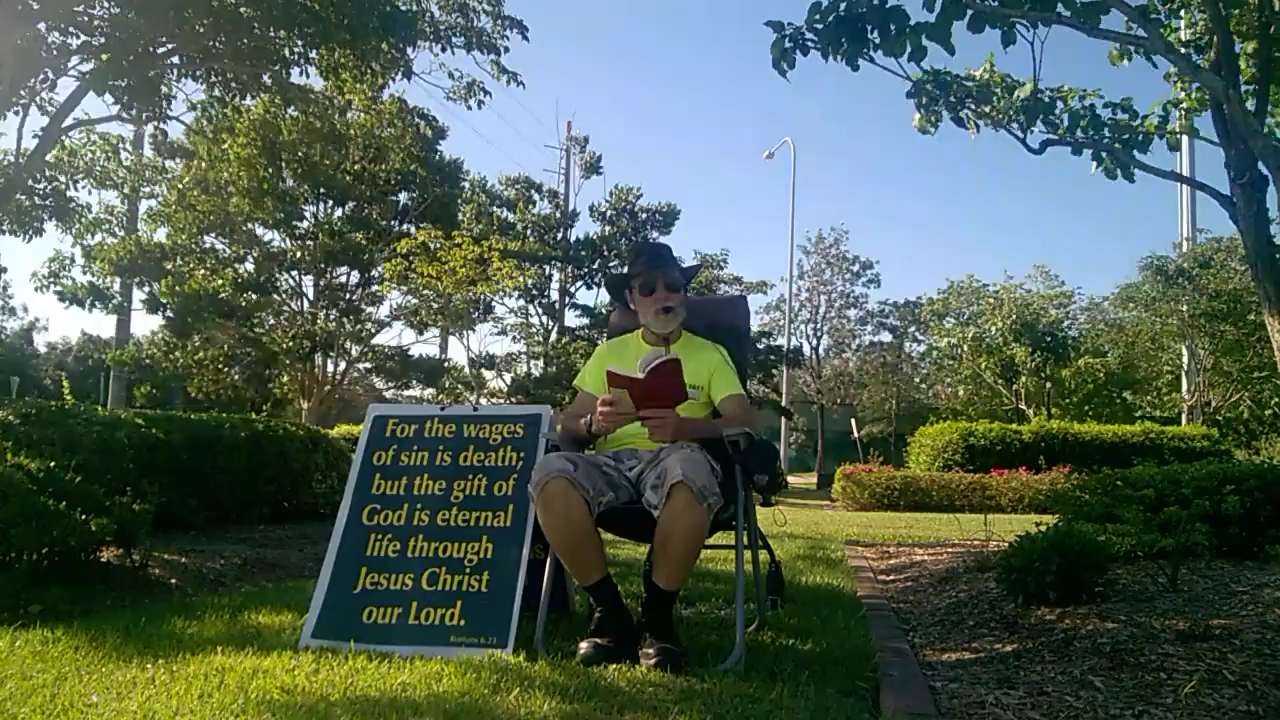 For the wages
of sin is death;
but the gift of
God is eternal
life through
Jesus Christ
our Lord.
Romans 6:23